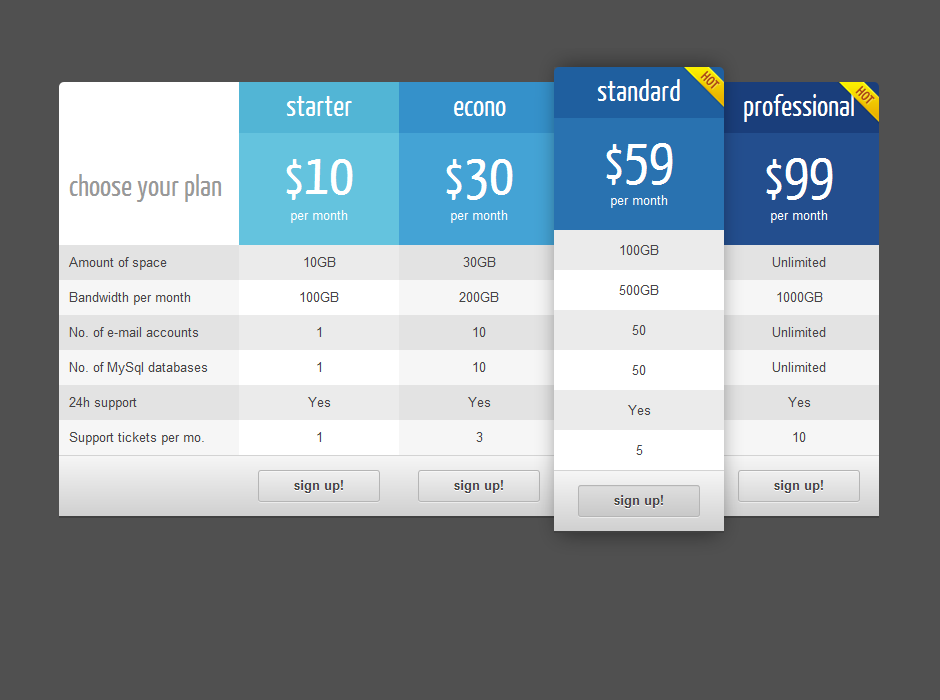 starter econo standard HOT professional HOT
choose your plan $10 $30 $59 $99
per month per month per month per month
Amount of space 10GB 30GB 100GB Unlimited
Bandwidth per month 100GB 200GB 500GB 1000GB
No. of e-mail accounts 1 10 50 Unlimited
No. of MySql databases 1 10 50 Unlimited
24h support Yes Yes Yes Yes
Support tickets per mo. 1 3 5 10
sign up! sign up! sign up! sign up!